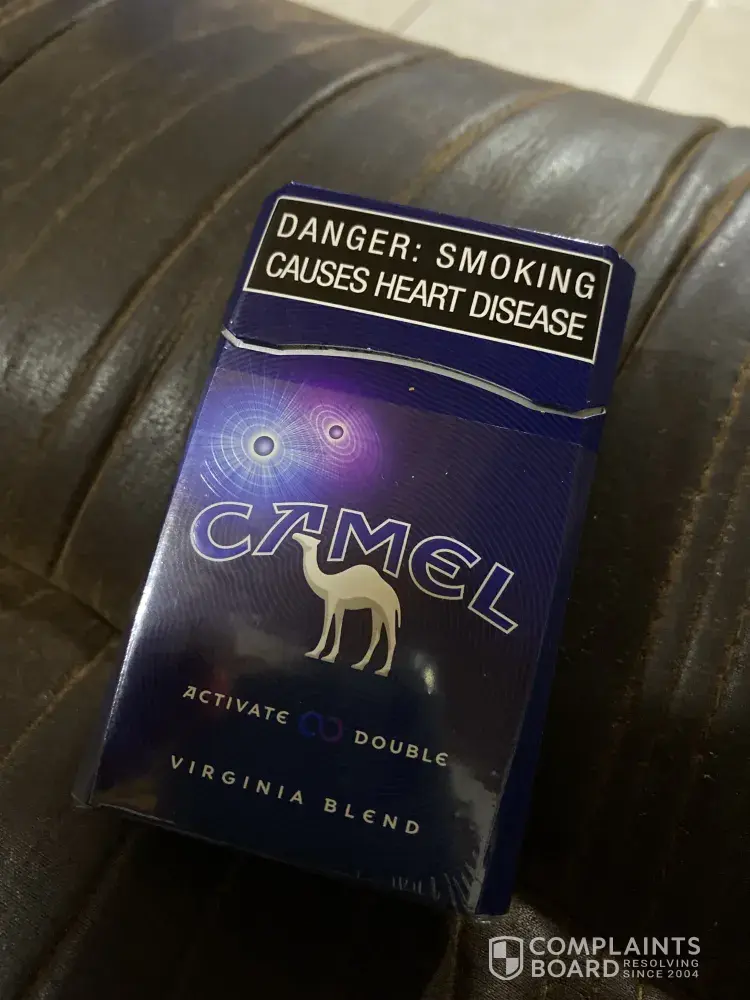 DANGER: SMOKING
CAUSES HEART DISEASE
CAMEL
ACTIVATE DOUBLE
VIRGINIA BLEND
COMPLAINTS
BOARD RESOLVING
SINCE 2004